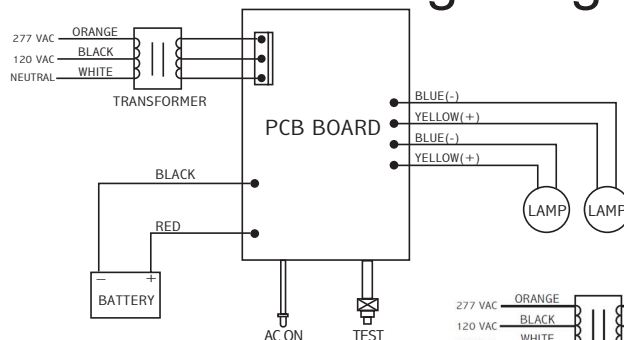 277 VAC ORANGE
120 VAC BLACK
NEUTRAL WHITE
TRANSFORMER
PCB BOARD
BLUE(-)
YELLOW(+)
BLUE(-)
YELLOW(+)
LAMP LAMP
BLACK
RED
- +
BATTERY
AC ON TEST
277 VAC ORANGE
120 VAC BLACK
WHITE